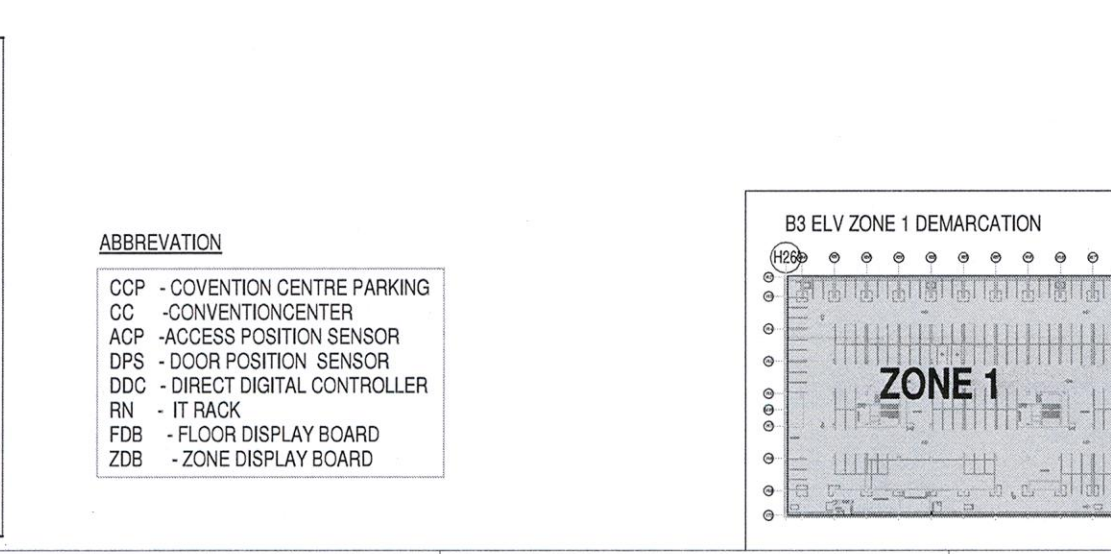 ABBREVATION
CCP - COVENTION CENTRE PARKING
CC -CONVENTIONCENTER
ACP -ACCESS POSITION SENSOR
DPS - DOOR POSITION SENSOR
DDC - DIRECT DIGITAL CONTROLLER
RN - IT RACK
FDB - FLOOR DISPLAY BOARD
ZDB - ZONE DISPLAY BOARD
B3 ELV ZONE 1 DEMARCATION
H26
ZONE 1